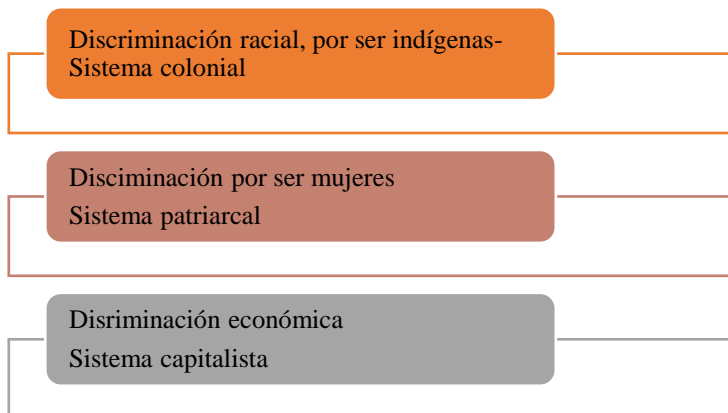 Discriminación racial, por ser indígenas-
Sistema colonial
Disciminación por ser mujeres
Sistema patriarcal
Disriminación económica
Sistema capitalista